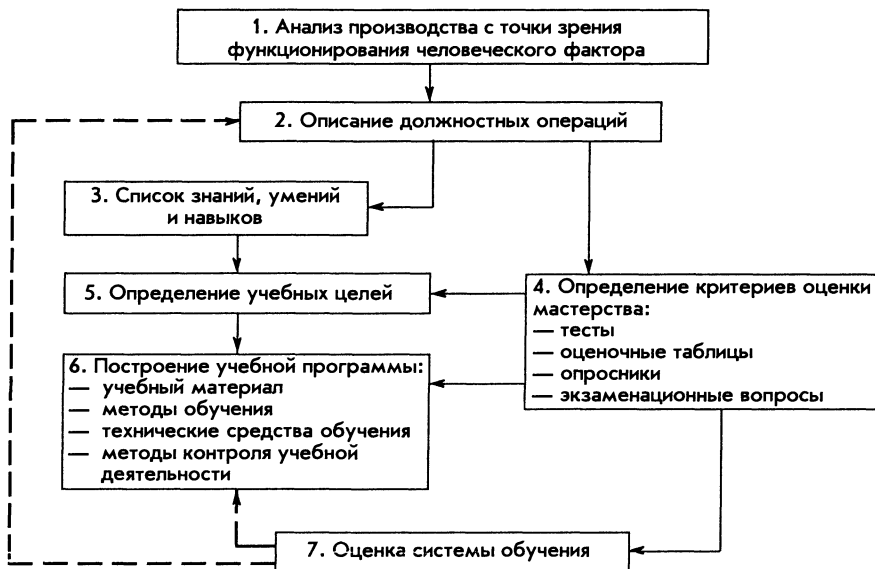 1. Анализ производства с точки зрения
функционирования человеческого фактора
2. Описание должностных операций
3. Список знаний, умений
и навыков
4. Определение критериев оценки
мастерства:
— тесты
— оценочные таблицы
— опросники
— экзаменационные вопросы
5. Определение учебных целей
6. Построение учебной программы:
— учебный материал
— методы обучения
— технические средства обучения
— методы контроля учебной
деятельности
7. Оценка системы обучения